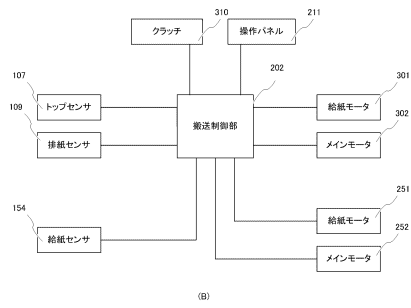 310
211
クラッチ
操作パネル
107
202
301
トップセンサ
給紙モータ
109
302
搬送制御部
排紙センサ
メインモータ
154
251
給紙モータ
給紙センサ
252
メインモータ
(B)